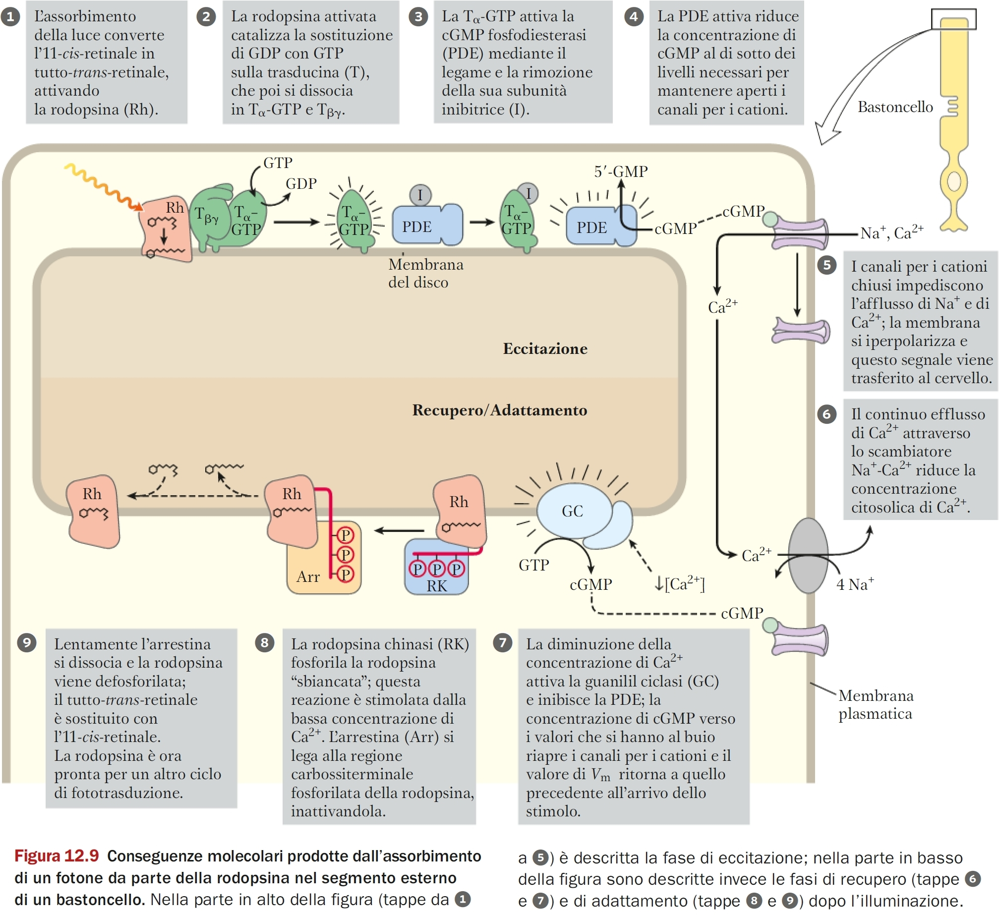 1
L’assorbimento
della luce converte
l’11-cis-retinale in
tutto-trans-retinale,
attivando
la rodopsina (Rh).
2
La rodopsina attivata
catalizza la sostituzione
di GDP con GTP
sulla trasducina (T),
che poi si dissocia
in Tα-GTP e Tβγ.
3
La Tα-GTP attiva la
cGMP fosfodiesterasi
(PDE) mediante il
legame e la rimozione
della sua subunità
inibitrice (I).
4
La PDE attiva riduce
la concentrazione di
cGMP al di sotto dei
livelli necessari per
mantenere aperti i
canali per i cationi.
Bastoncello
GTP
GDP
Rh
Tβγ
Tα–
GTP
Tα–
GTP
I
PDE
I
Tα–
GTP
5′-GMP
PDE
cGMP
cGMP
Na⁺, Ca²⁺
Membrana
del disco
Ca²⁺
5
I canali per i cationi
chiusi impediscono
l’afflusso di Na⁺ e di
Ca²⁺; la membrana
si iperpolarizza e
questo segnale viene
trasferito al cervello.
Eccitazione
Recupero/Adattamento
6
Il continuo efflusso
di Ca²⁺ attraverso
lo scambiatore
Na⁺-Ca²⁺ riduce la
concentrazione
citosolica di Ca²⁺.
Rh
Rh
P
P
P
Arr
Rh
P P P
RK
GC
GTP
cGMP
↓[Ca²⁺]
Ca²⁺
4 Na⁺
cGMP
Membrana
plasmatica
9
Lentamente l’arrestina
si dissocia e la rodopsina
viene defosforilata;
il tutto-trans-retinale
è sostituito con
l’11-cis-retinale.
La rodopsina è ora
pronta per un altro ciclo
di fototrasduzione.
8
La rodopsina chinasi (RK)
fosforila la rodopsina
“sbiancata”; questa
reazione è stimolata dalla
bassa concentrazione di
Ca²⁺. L’arrestina (Arr) si
lega alla regione
carbossiterminale
fosforilata della rodopsina,
inattivandola.
7
La diminuzione della
concentrazione di Ca²⁺
attiva la guanilil ciclasi (GC)
e inibisce la PDE; la
concentrazione di cGMP verso
i valori che si hanno al buio
riapre i canali per i cationi e il
valore di Vm ritorna a quello
precedente all’arrivo dello
stimolo.
Figura 12.9 Conseguenze molecolari prodotte dall’assorbimento
di un fotone da parte della rodopsina nel segmento esterno
di un bastoncello. Nella parte in alto della figura (tappe da 1
a 5) è descritta la fase di eccitazione; nella parte in basso
della figura sono descritte invece le fasi di recupero (tappe 6
e 7) e di adattamento (tappe 8 e 9) dopo l’illuminazione.